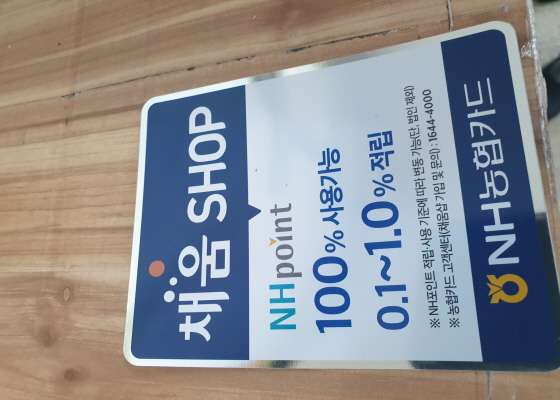 채움 SHOP
NH point
100% 사용가능
0.1~1.0% 적립
※ NH포인트 적립·사용 기준에 따라 변동 가능(단, 법인 제외)
※ 농협카드 고객센터(채움샵 가입 및 문의) : 1644-4000
NH농협카드